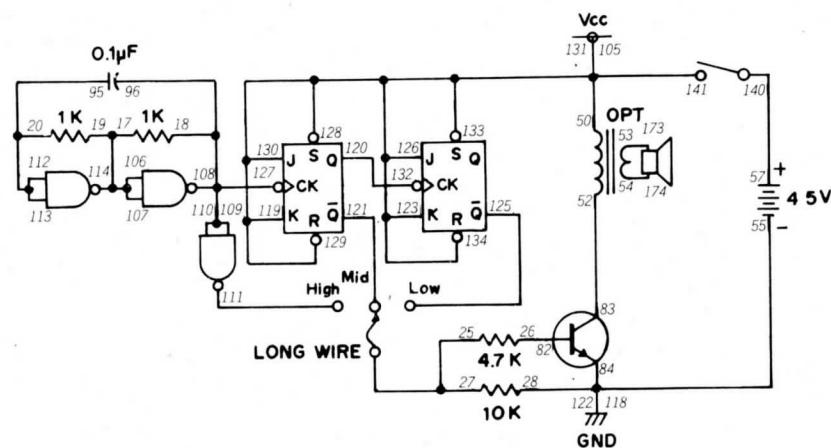 Vcc
131 105
0.1µF
95 96
141 140
20 1K 19 17 1K 18
50 OPT
53 173
128 133
112 106 130 J S Q 120 126 J S Q
114 108 127 CK 132 CK
54 174
57 +
4 5V
113 107 110 109 119 K R Q̅ 121 123 K R Q̅ 125
52
55 -
129 134
111 High Mid Low
83
25 26
LONG WIRE 4.7K 82
84
27 28
10K 122 118
GND